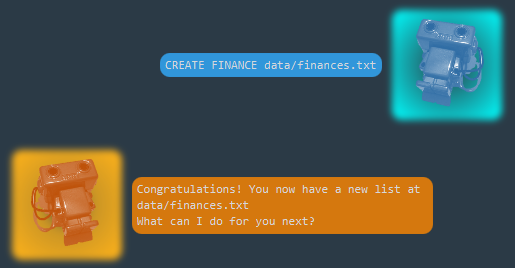 CREATE FINANCE data/finances.txt
Congratulations! You now have a new list at
data/finances.txt
What can I do for you next?